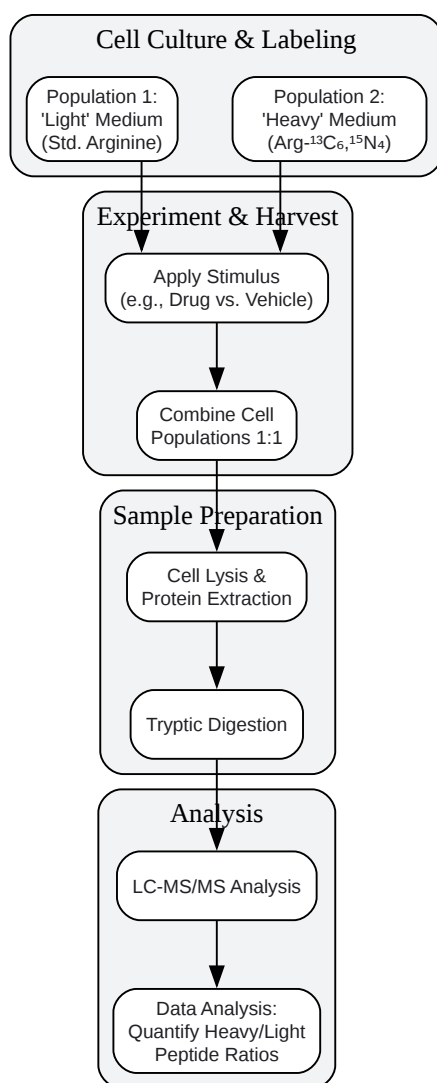 Cell Culture & Labeling
Population 1:
'Light' Medium
(Std. Arginine)
Population 2:
'Heavy' Medium
(Arg-¹³C₆,¹⁵N₄)
Experiment & Harvest
Apply Stimulus
(e.g., Drug vs. Vehicle)
Combine Cell
Populations 1:1
Sample Preparation
Cell Lysis &
Protein Extraction
Tryptic Digestion
Analysis
LC-MS/MS Analysis
Data Analysis:
Quantify Heavy/Light
Peptide Ratios